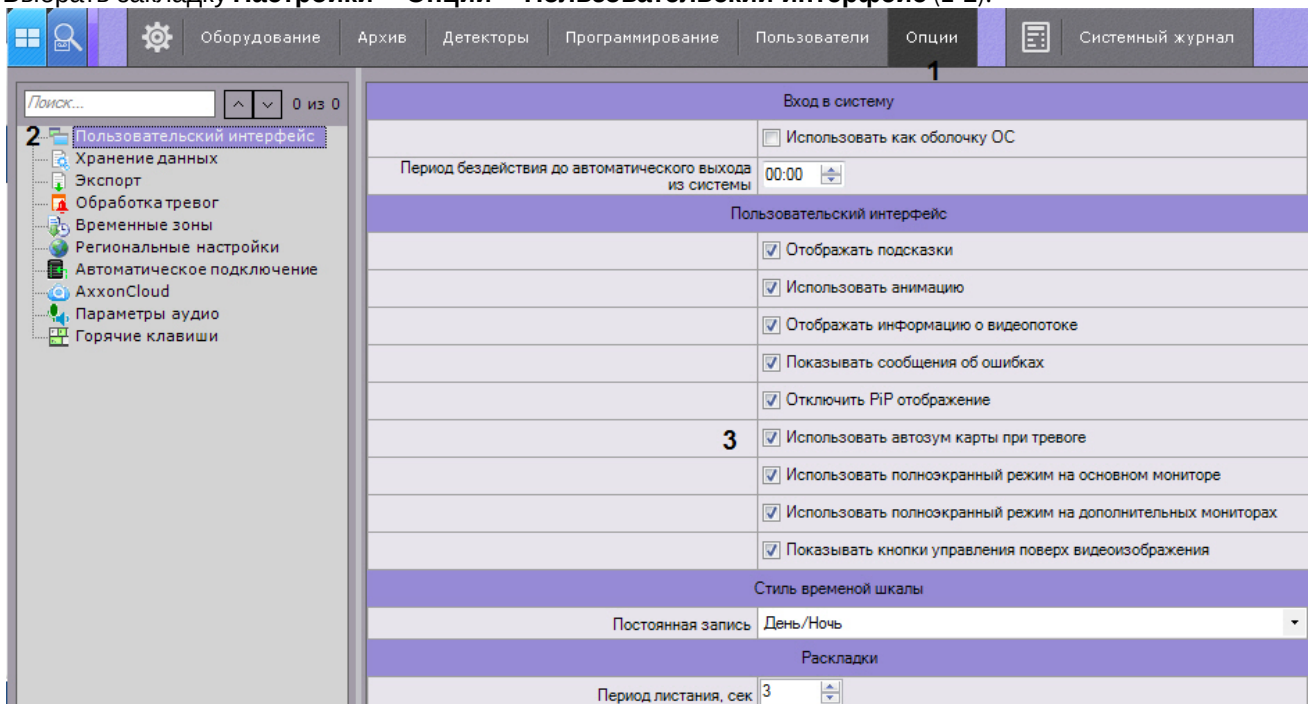 Выбрать закладку Настройки – Опции – Пользовательский интерфейс (1-2).
Оборудование Архив Детекторы Программирование Пользователи Опции Системный журнал
1
Поиск... 0 из 0
2 Пользовательский интерфейс
Хранение данных
Экспорт
Обработка тревог
Временные зоны
Региональные настройки
Автоматическое подключение
AxxonCloud
Параметры аудио
Горячие клавиши
Вход в систему
Использовать как оболочку ОС
Период бездействия до автоматического выхода
из системы
00:00
Пользовательский интерфейс
Отображать подсказки
Использовать анимацию
Отображать информацию о видеопотоке
Показывать сообщения об ошибках
Отключить PiP отображение
3 Использовать автозум карты при тревоге
Использовать полноэкранный режим на основном мониторе
Использовать полноэкранный режим на дополнительных мониторах
Показывать кнопки управления поверх видеоизображения
Стиль временой шкалы
Постоянная запись День/Ночь
Раскладки
Период листания, сек 3